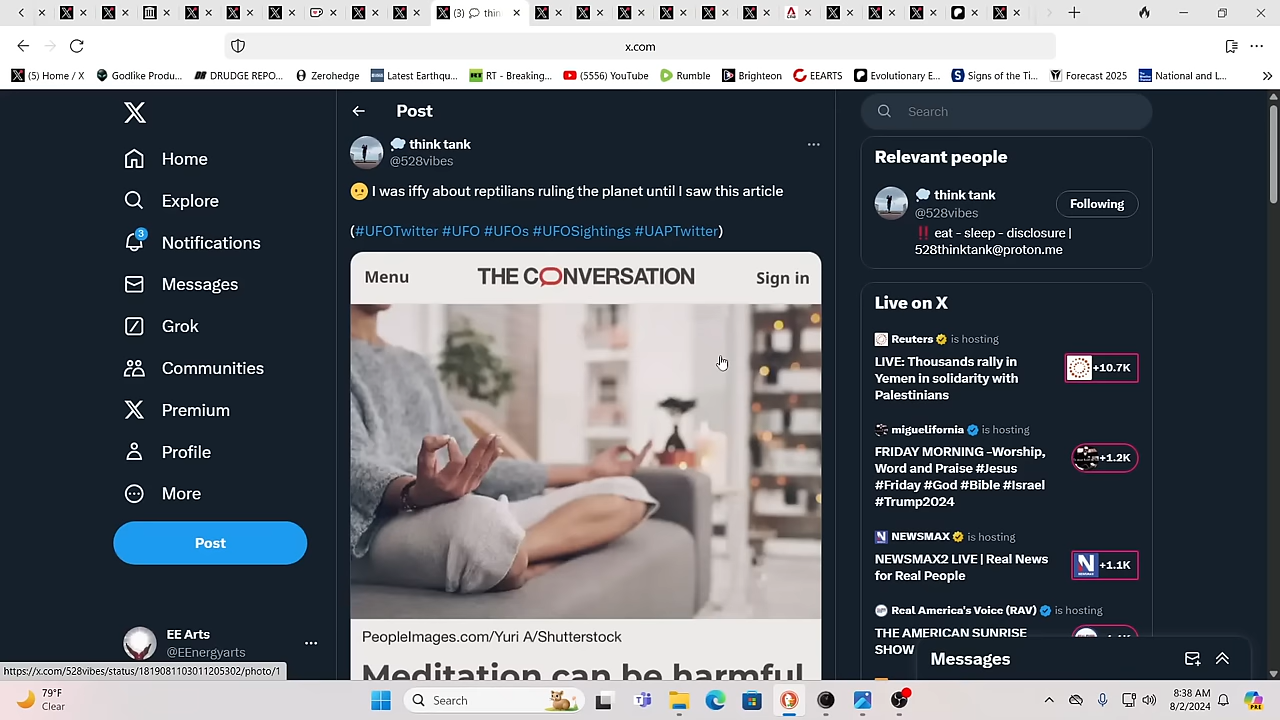 (3) thin
x.com
(5) Home / X
Godlike Produ...
DRUDGE REPO...
Zerohedge
Latest Earthqu...
RT - Breaking...
(5556) YouTube
Rumble
Brighteon
EEARTS
Evolutionary E...
Signs of the Ti...
Forecast 2025
National and L...
Home
Explore
3
Notifications
Messages
Grok
Communities
Premium
Profile
More
Post
EE Arts
@EEnergyarts
https://x.com/528vibes/status/1819081103011205302/photo/1
Post
think tank
@528vibes
I was iffy about reptilians ruling the planet until I saw this article
(#UFOTwitter #UFO #UFOs #UFOSightings #UAPTwitter)
Menu
THE CONVERSATION
Sign in
PeopleImages.com/Yuri A/Shutterstock
Meditation can be harmful
Search
Relevant people
think tank
@528vibes
Following
eat - sleep - disclosure |
528thinktank@proton.me
Live on X
Reuters is hosting
LIVE: Thousands rally in
Yemen in solidarity with
Palestinians
+10.7K
miguelifornia is hosting
FRIDAY MORNING -Worship,
Word and Praise #Jesus
#Friday #God #Bible #Israel
#Trump2024
+1.2K
NEWSMAX is hosting
NEWSMAX2 LIVE | Real News
for Real People
+1.1K
Real America's Voice (RAV) is hosting
THE AMERICAN SUNRISE
SHOW
Messages
79°F
Clear
Search
8:38 AM
8/2/2024